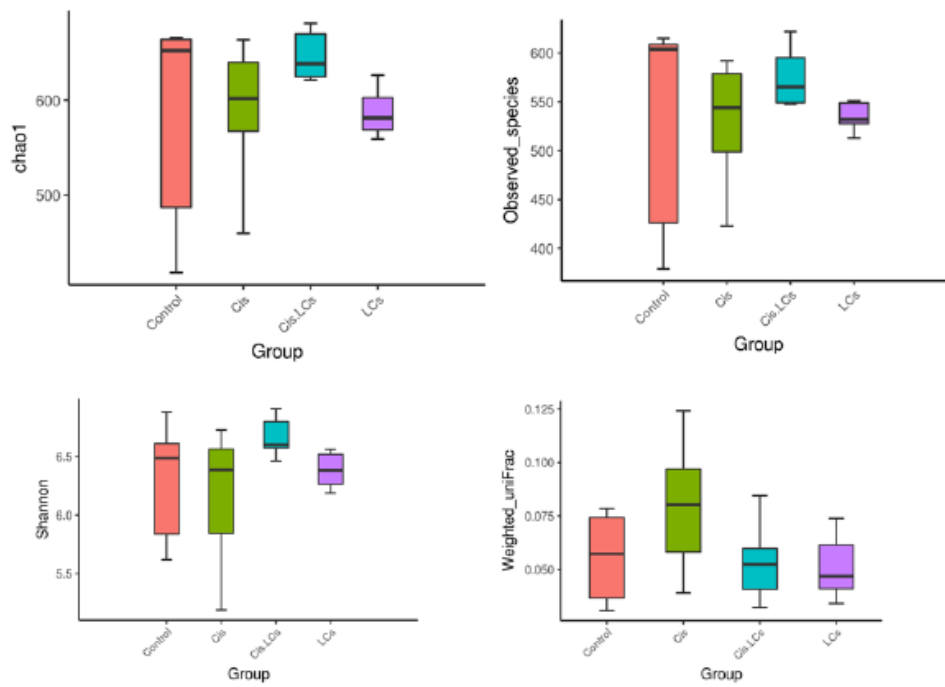 chao1
600
500
Control
Cis
Cis.LCs
LCs
Group
Observed_species
600
550
500
450
400
Control
Cis
Cis.LCs
LCs
Group
Shannon
6.5
6.0
5.5
Control
Cis
Cis.LCs
LCs
Group
Weighted_uniFrac
0.125
0.100
0.075
0.050
Control
Cis
Cis.LCs
LCs
Group